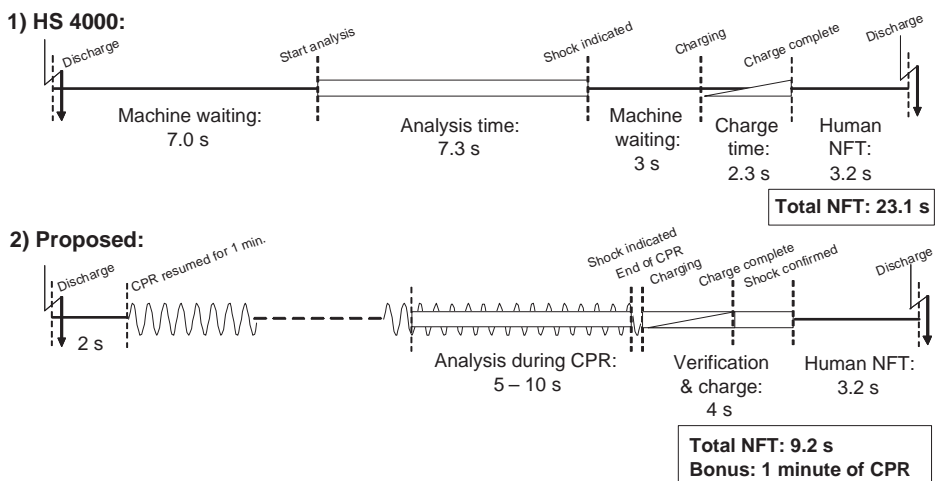 1) HS 4000:
Discharge
Start analysis
Shock indicated
Charging
Charge complete
Discharge
Machine waiting:
7.0 s
Analysis time:
7.3 s
Machine
waiting:
3 s
Charge
time:
2.3 s
Human
NFT:
3.2 s
Total NFT: 23.1 s
2) Proposed:
Discharge
CPR resumed for 1 min.
Shock indicated
End of CPR
Charging
Charge complete
Shock confirmed
Discharge
2 s
Analysis during CPR:
5 – 10 s
Verification
& charge:
4 s
Human NFT:
3.2 s
Total NFT: 9.2 s
Bonus: 1 minute of CPR